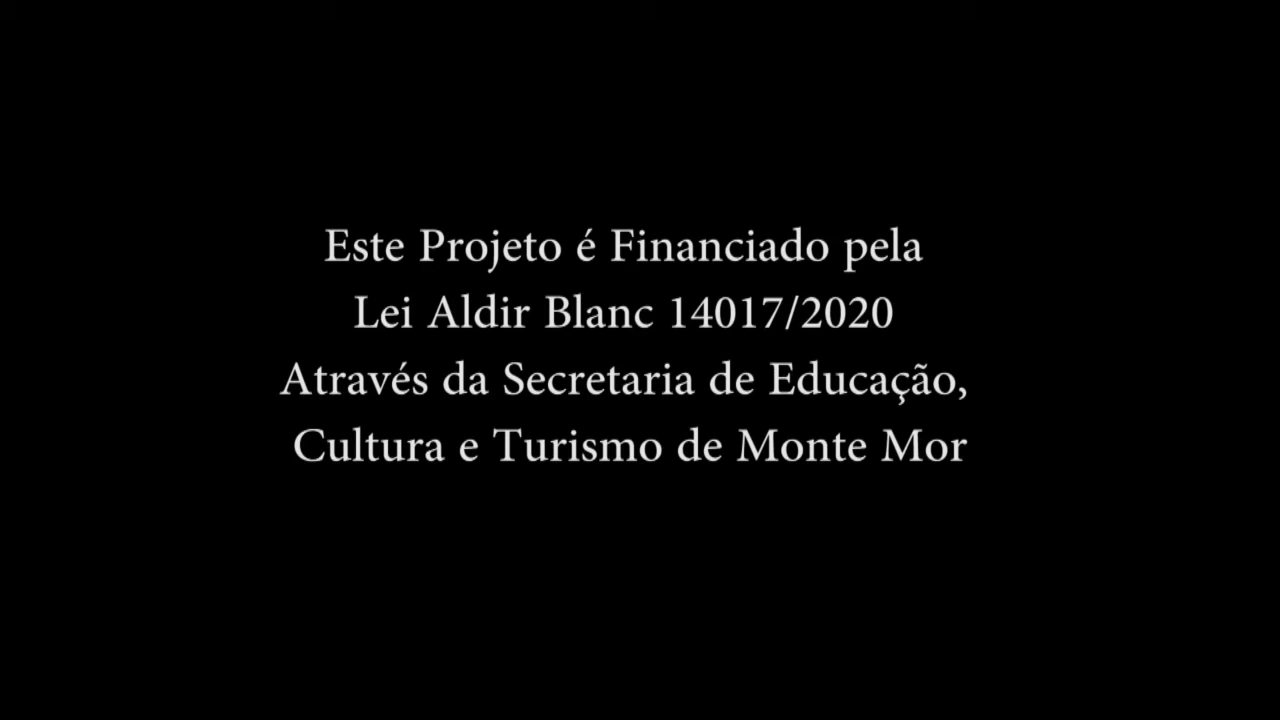 Este Projeto é Financiado pela
Lei Aldir Blanc 14017/2020
Através da Secretaria de Educação,
Cultura e Turismo de Monte Mor